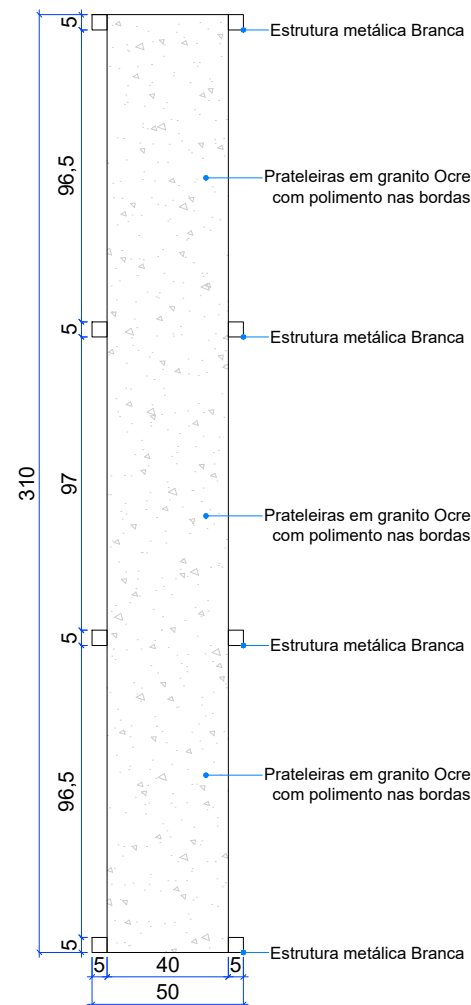 5
Estrutura metálica Branca
96,5
Prateleiras em granito Ocre
com polimento nas bordas
5
Estrutura metálica Branca
310
97
Prateleiras em granito Ocre
com polimento nas bordas
5
Estrutura metálica Branca
96,5
Prateleiras em granito Ocre
com polimento nas bordas
5
Estrutura metálica Branca
5 40 5
50